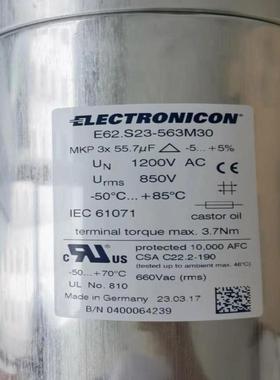 ELECTRONICON®
E62.S23-563M30
MKP 3x 55.7µF △ -5... +5%
UN 1200V AC
Urms 850V
-50°C... +85°C
IEC 61071 castor oil
terminal torque max. 3.7Nm
c UR US protected 10,000 AFC
CSA C22.2-190
(tested up to ambient max. 46°C)
-50... +70°C 660Vac (rms)
UL No. 810
Made in Germany 23.03.17
B/N 0400064239